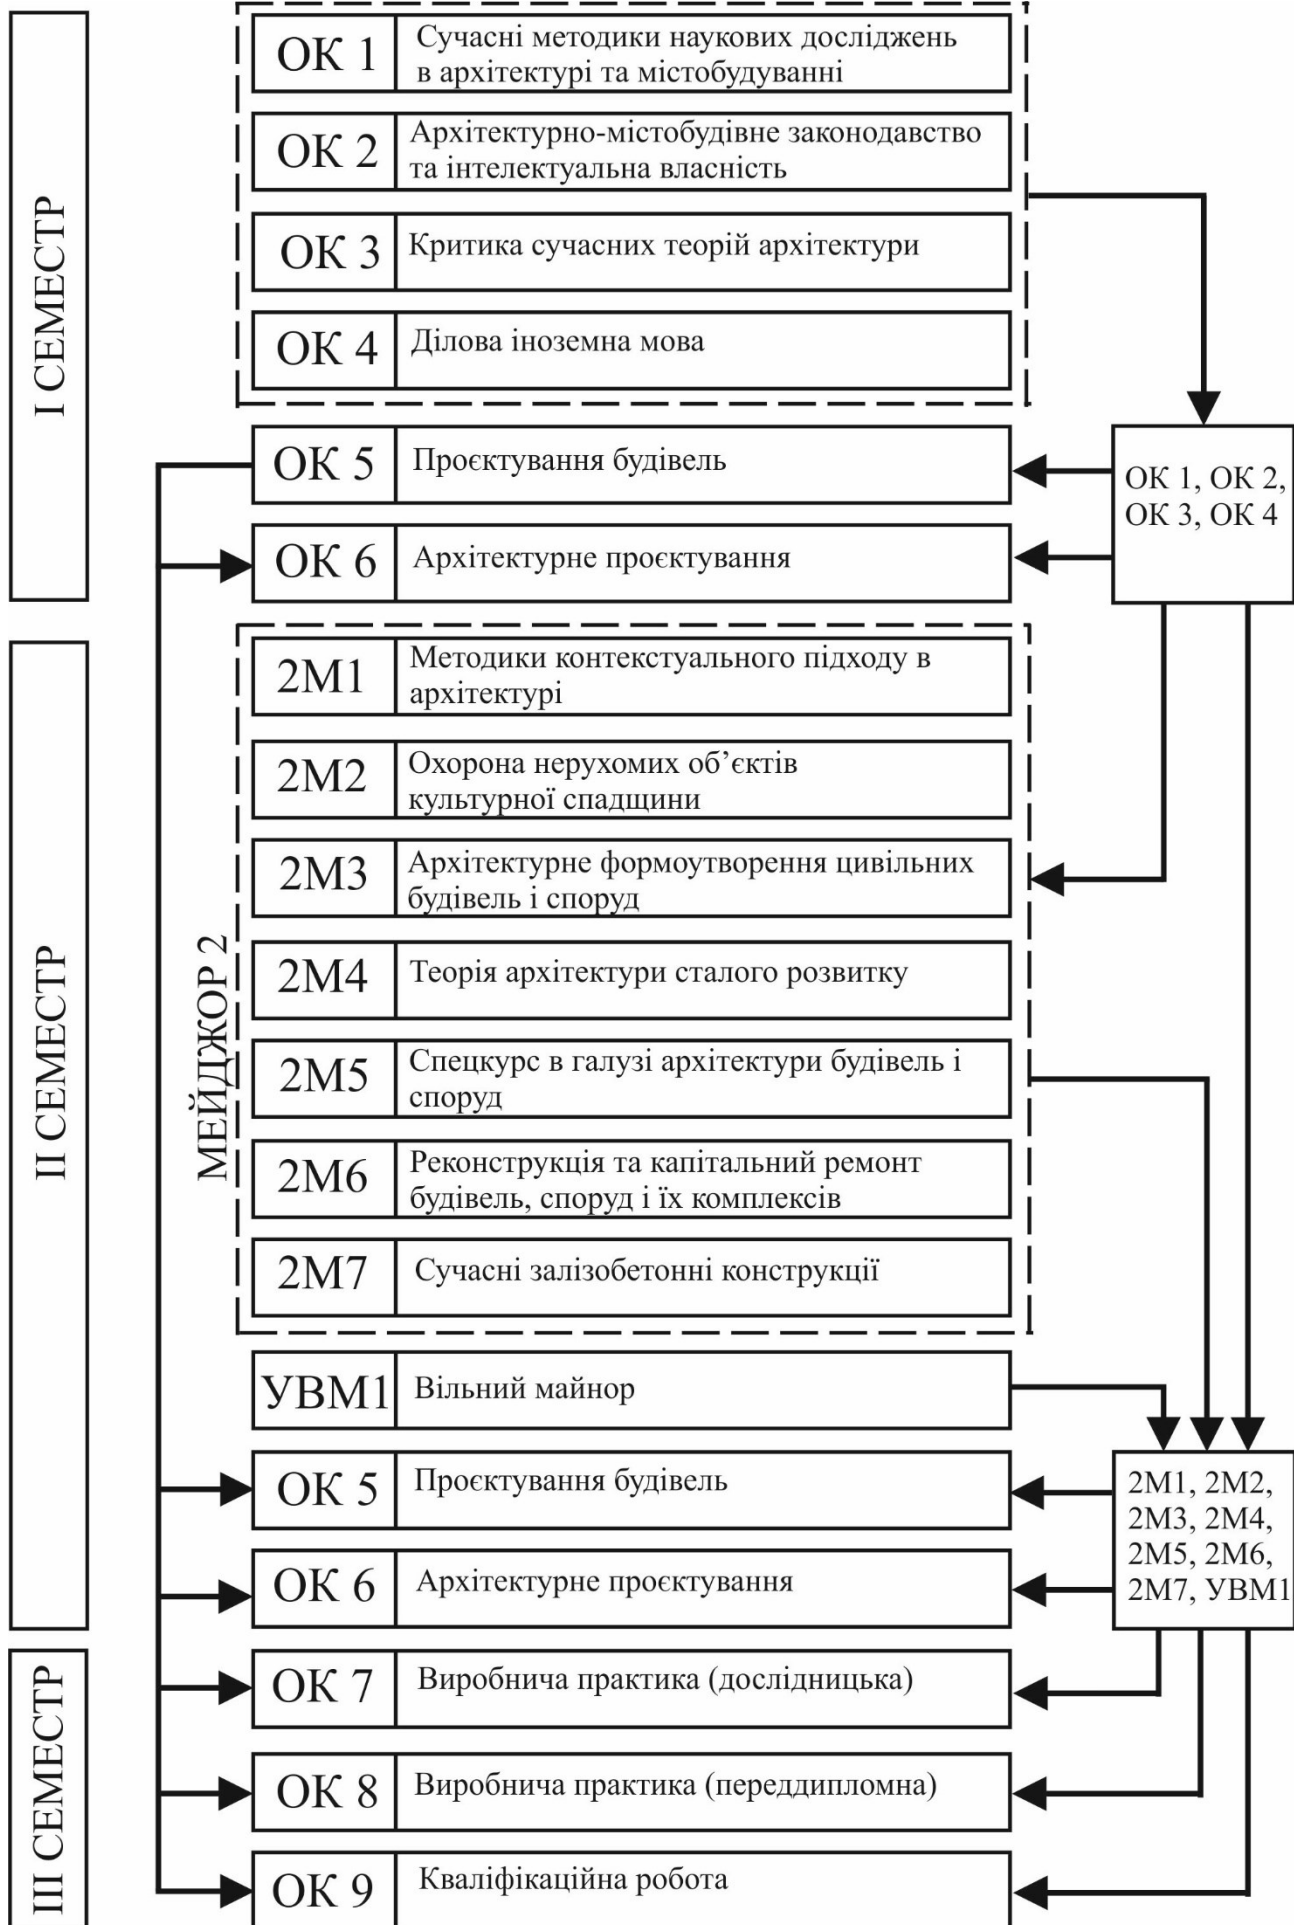 I СЕМЕСТР
ОК 1
Сучасні методики наукових досліджень
в архітектурі та містобудуванні
ОК 2
Архітектурно-містобудівне законодавство
та інтелектуальна власність
ОК 3
Критика сучасних теорій архітектури
ОК 4
Ділова іноземна мова
ОК 5
Проєктування будівель
ОК 6
Архітектурне проєктування
ОК 1, ОК 2,
ОК 3, ОК 4
II СЕМЕСТР
МЕЙДЖОР 2
2М1
Методики контекстуального підходу в
архітектурі
2М2
Охорона нерухомих об’єктів
культурної спадщини
2М3
Архітектурне формоутворення цивільних
будівель і споруд
2М4
Теорія архітектури сталого розвитку
2М5
Спецкурс в галузі архітектури будівель і
споруд
2М6
Реконструкція та капітальний ремонт
будівель, споруд і їх комплексів
2М7
Сучасні залізобетонні конструкції
УВМ1
Вільний майнор
ОК 5
Проєктування будівель
ОК 6
Архітектурне проєктування
2М1, 2М2,
2М3, 2М4,
2М5, 2М6,
2М7, УВМ1
III СЕМЕСТР
ОК 7
Виробнича практика (дослідницька)
ОК 8
Виробнича практика (переддипломна)
ОК 9
Кваліфікаційна робота